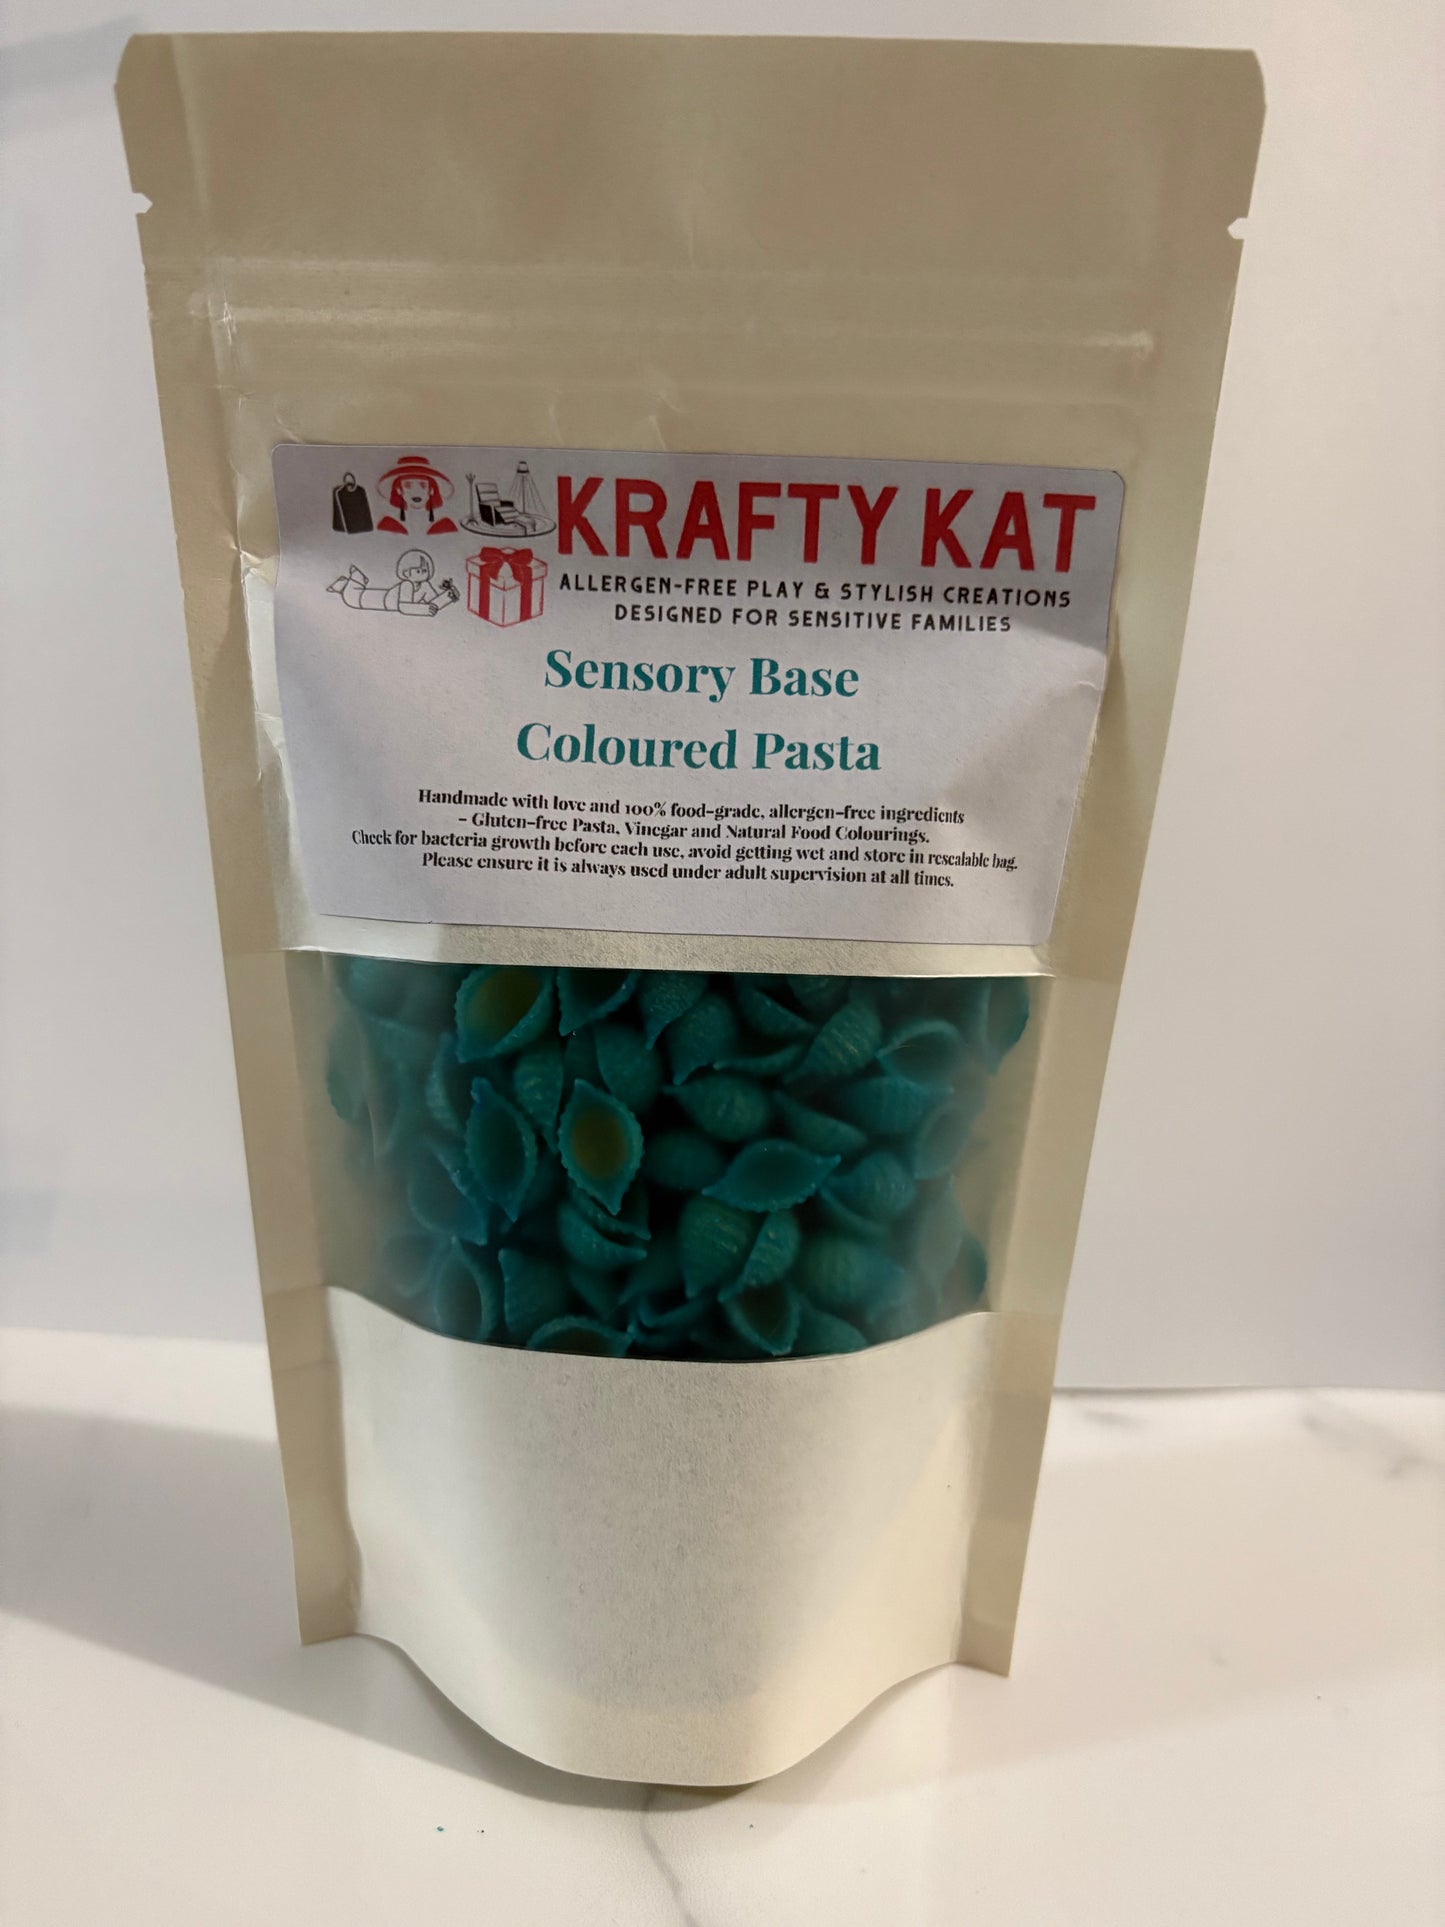 KRAFTY KAT
ALLERGEN-FREE PLAY & STYLISH CREATIONS
DESIGNED FOR SENSITIVE FAMILIES
Sensory Base
Coloured Pasta
Handmade with love and 100% food-grade, allergen-free ingredients
- Gluten-free Pasta, Vinegar and Natural Food Colourings.
Check for bacteria growth before each use, avoid getting wet and store in resealable bag.
Please ensure it is always used under adult supervision at all times.